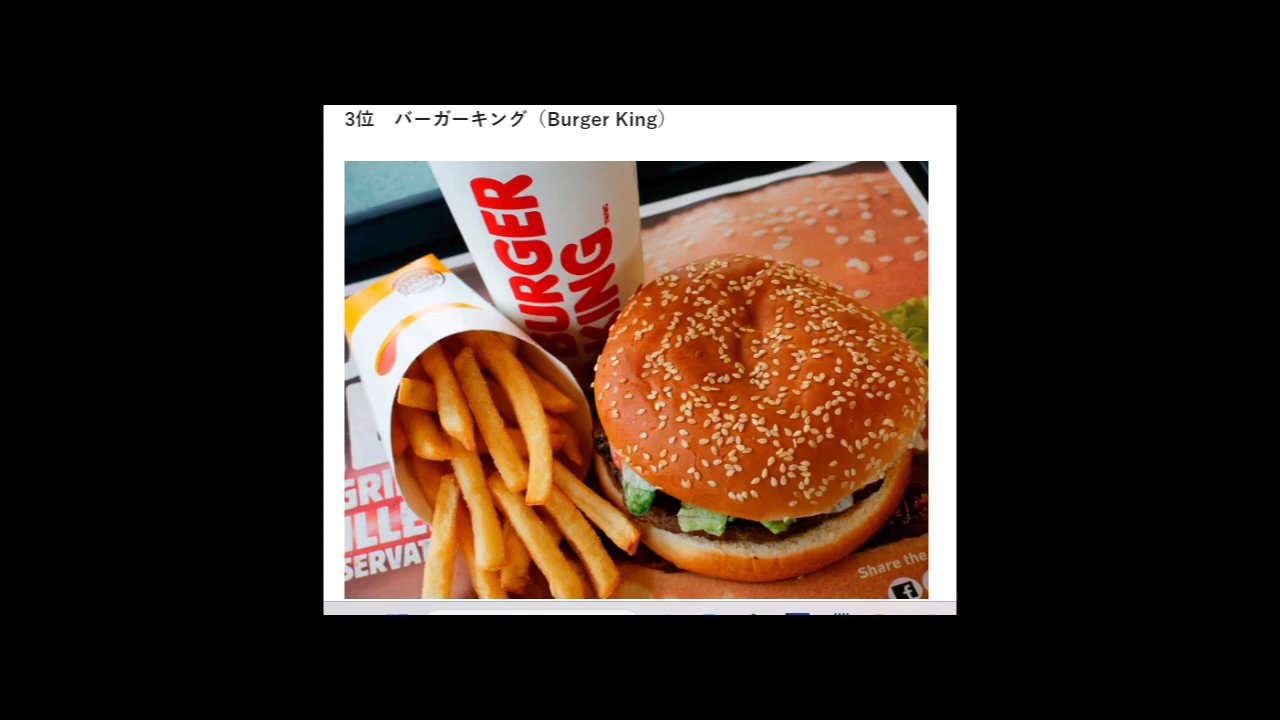 3位　バーガーキング（Burger King）
BURGER
KING
GRI
ILLE
SERVAT
Share the
f